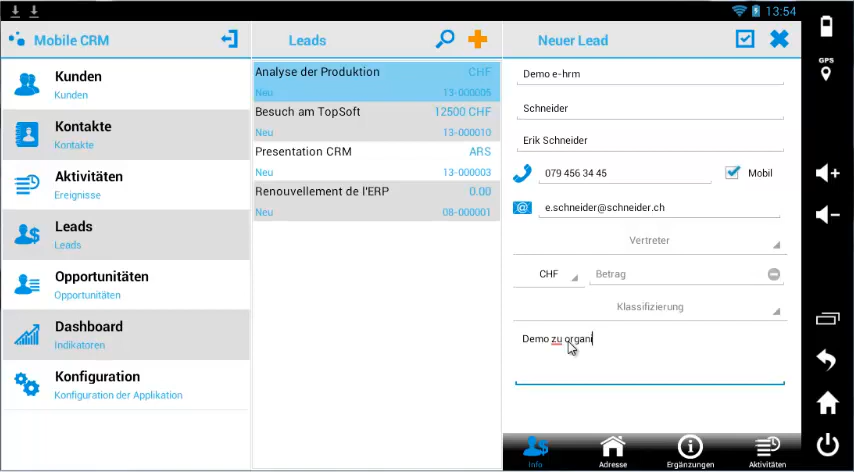 13:54
Mobile CRM
Kunden
Kunden
Kontakte
Kontakte
Aktivitäten
Ereignisse
Leads
Leads
Opportunitäten
Opportunitäten
Dashboard
Indikatoren
Konfiguration
Konfiguration der Applikation
Leads
Analyse der Produktion CHF
Neu 13-000005
Besuch am TopSoft 12500 CHF
Neu 13-000010
Presentation CRM ARS
Neu 13-000003
Renouvellement de l'ERP 0.00
Neu 08-000001
Neuer Lead
Demo e-hrm
Schneider
Erik Schneider
079 456 34 45 Mobil
@ e.schneider@schneider.ch
Vertreter
CHF Betrag
Klassifizierung
Demo zu organi
Info Adresse Ergänzungen Aktivitäten
GPS